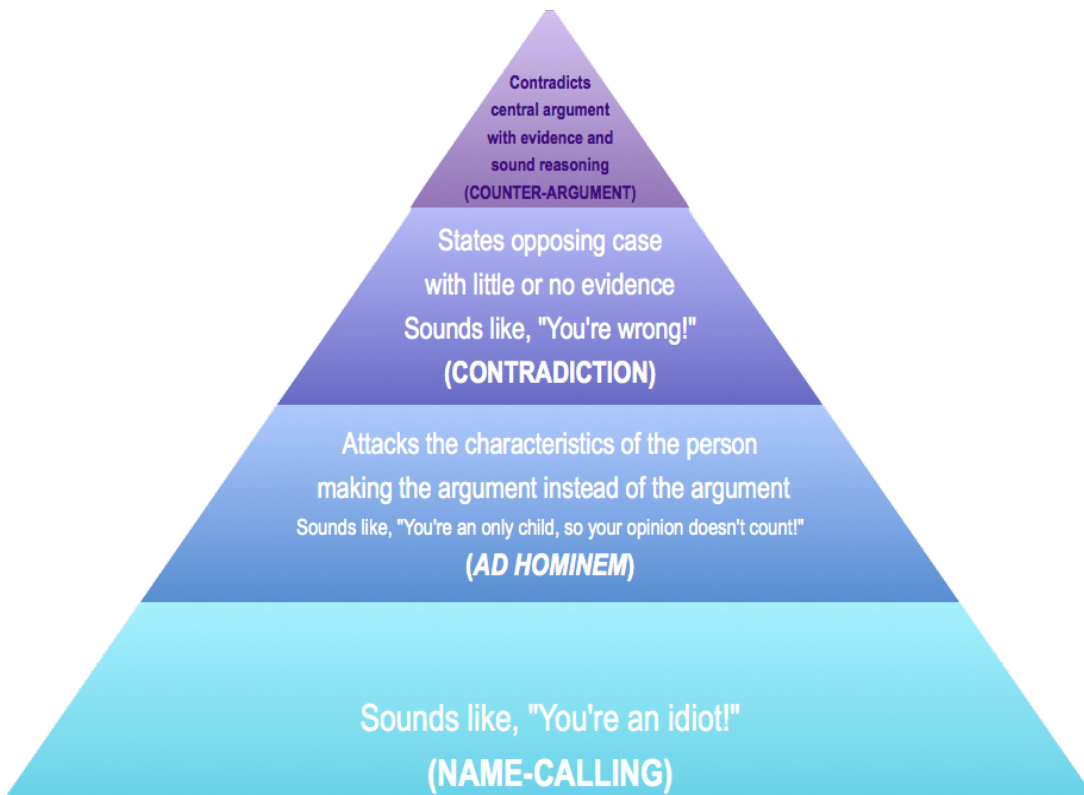 Contradicts
central argument
with evidence and
sound reasoning
(COUNTER-ARGUMENT)
States opposing case
with little or no evidence
Sounds like, "You're wrong!"
(CONTRADICTION)
Attacks the characteristics of the person
making the argument instead of the argument
Sounds like, "You're an only child, so your opinion doesn't count!"
(AD HOMINEM)
Sounds like, "You're an idiot!"
(NAME-CALLING)